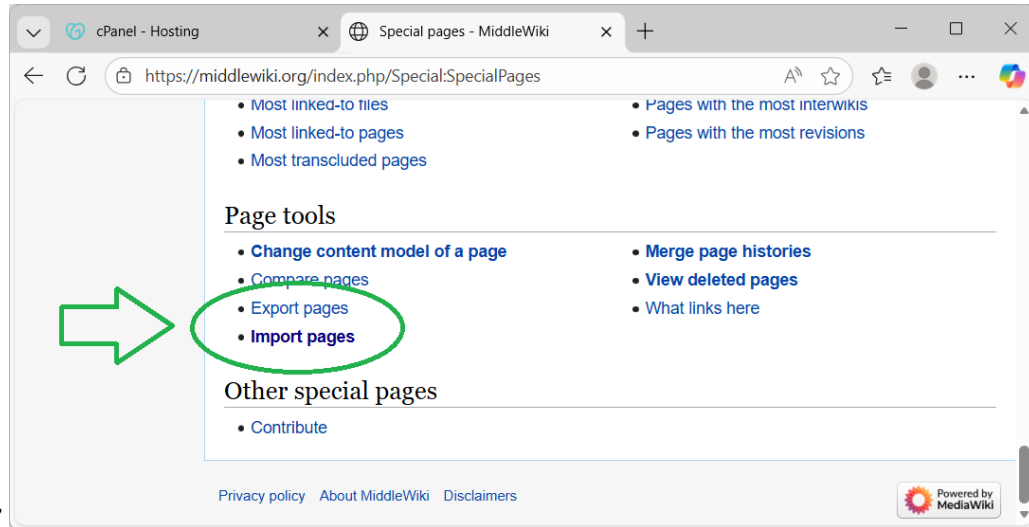 cPanel - Hosting
Special pages - MiddleWiki
https://middlewiki.org/index.php/Special:SpecialPages
Most linked-to files
Pages with the most interwikis
Most linked-to pages
Pages with the most revisions
Most transcluded pages
Page tools
Change content model of a page
Merge page histories
Compare pages
View deleted pages
Export pages
What links here
Import pages
Other special pages
Contribute
Privacy policy About MiddleWiki Disclaimers
Powered by
MediaWiki